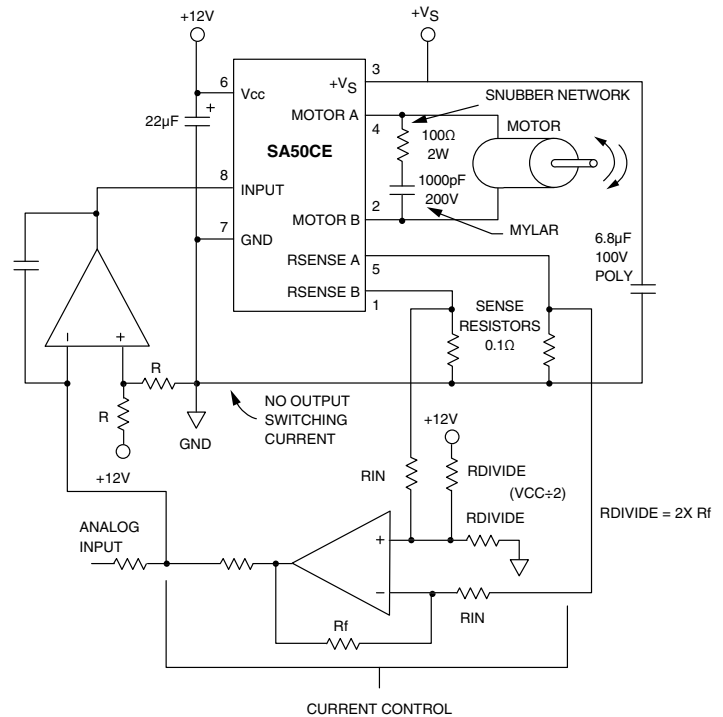 +12V
+VS
3
6
+VS
Vcc
SNUBBER NETWORK
+
22µF
MOTOR A
4
100Ω
2W
MOTOR
SA50CE
8
INPUT
1000pF
200V
2
7
MOTOR B
MYLAR
GND
6.8µF
100V
POLY
RSENSE A
5
RSENSE B
1
SENSE
RESISTORS
0.1Ω
– +
R
R
NO OUTPUT
SWITCHING
CURRENT
GND
+12V
+12V
RIN
RDIVIDE
(VCC÷2)
RDIVIDE
RDIVIDE = 2X Rf
ANALOG
INPUT
+
–
RIN
Rf
CURRENT CONTROL